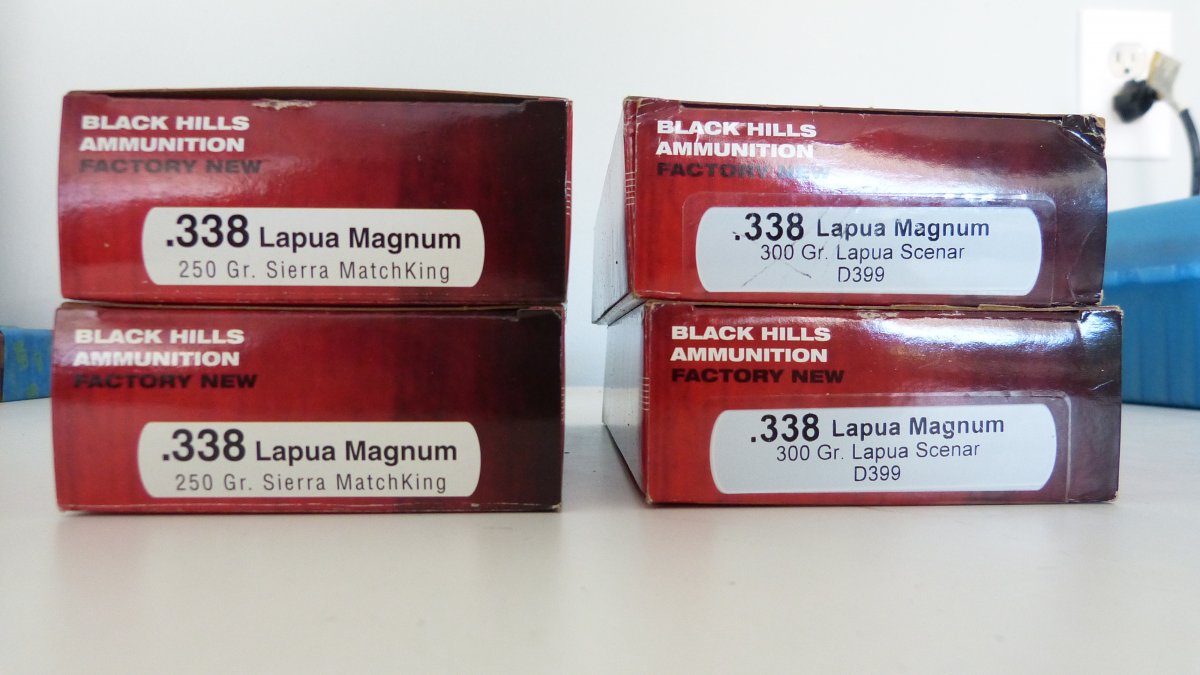 BLACK HILLS
AMMUNITION
FACTORY NEW
.338 Lapua Magnum
250 Gr. Sierra MatchKing
BLACK HILLS
AMMUNITION
FACTORY NEW
.338 Lapua Magnum
300 Gr. Lapua Scenar
D399
BLACK HILLS
AMMUNITION
FACTORY NEW
.338 Lapua Magnum
250 Gr. Sierra MatchKing
BLACK HILLS
AMMUNITION
FACTORY NEW
.338 Lapua Magnum
300 Gr. Lapua Scenar
D399